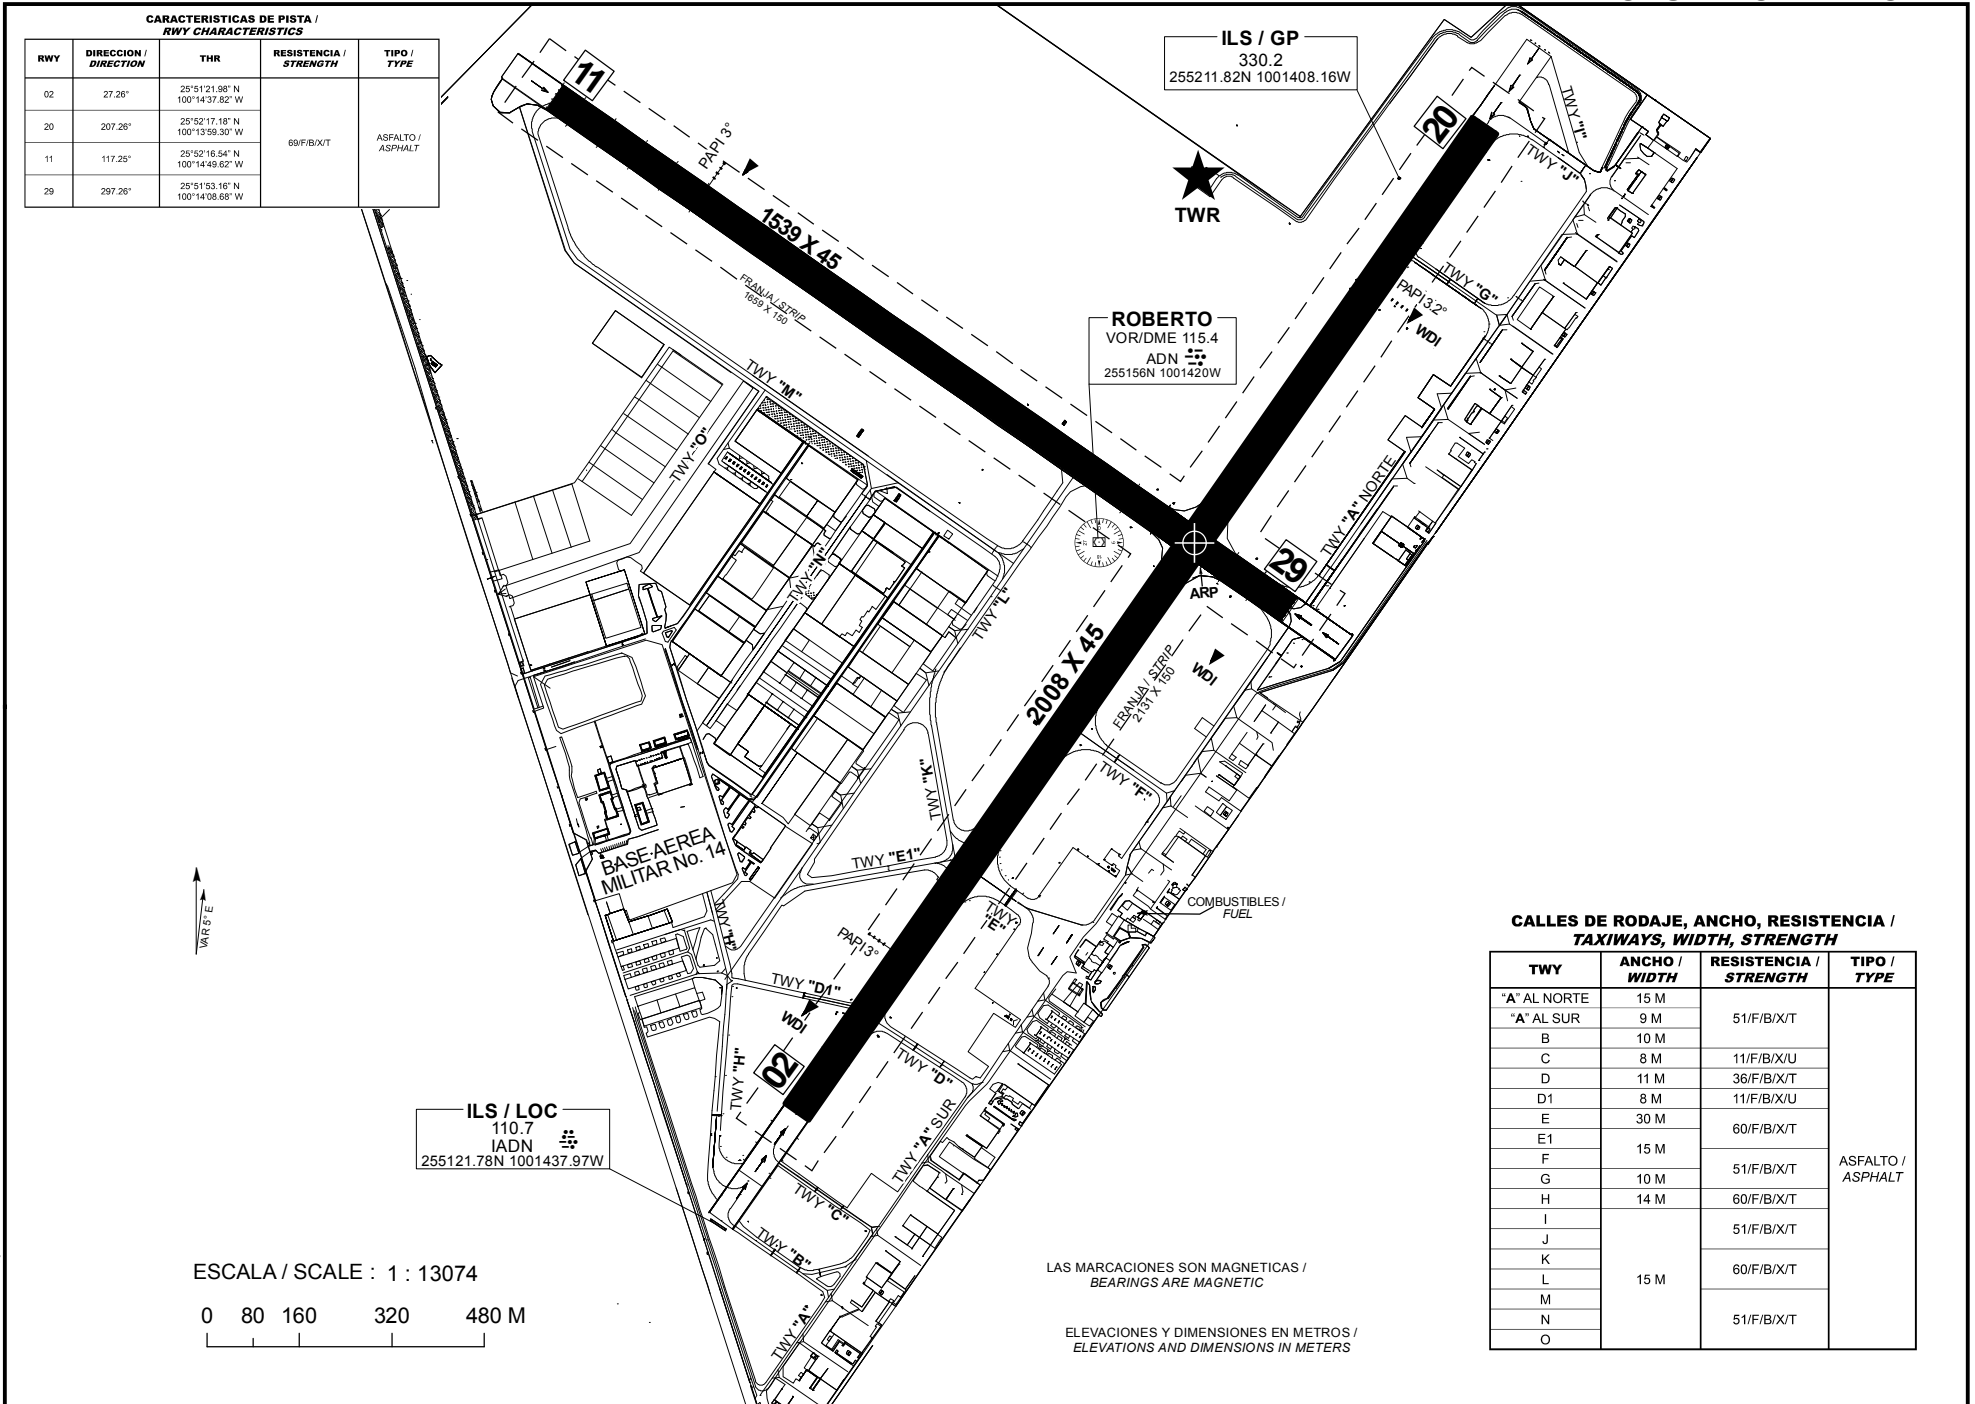 CARACTERISTICAS DE PISTA /
RWY CHARACTERISTICS
RWY
DIRECCION /
DIRECTION
THR
RESISTENCIA /
STRENGTH
TIPO /
TYPE
02
27.26°
25°51'21.98" N
100°14'37.82" W
20
207.26°
25°52'17.18" N
100°13'59.30" W
11
117.25°
25°52'16.54" N
100°14'49.62" W
29
297.26°
25°51'53.16" N
100°14'08.68" W
69/F/B/X/T
ASFALTO /
ASPHALT
11
PAPI 3°
1539 X 45
FRANJA / STRIP
1659 X 150
TWR
ILS / GP
330.2
255211.82N 1001408.16W
20
TWY "I"
TWY "J"
TWY "G"
PAPI 3.2°
WDI
ROBERTO
VOR/DME 115.4
ADN
255156N 1001420W
TWY "M"
TWY "O"
TWY "N"
TWY "L"
TWY "A" NORTE
29
ARP
WDI
2008 X 45
FRANJA / STRIP
2131 X 150
TWY "K"
TWY "F"
TWY "E1"
BASE AEREA
MILITAR No. 14
TWY "H"
TWY
"E"
COMBUSTIBLES /
FUEL
PAPI 3°
TWY "D1"
WDI
02
TWY "H"
TWY "D"
TWY "A" SUR
ILS / LOC
110.7
IADN
255121.78N 1001437.97W
TWY "C"
TWY "B"
TWY "A"
VAR 5° E
ESCALA / SCALE : 1 : 13074
0 80 160 320 480 M
LAS MARCACIONES SON MAGNETICAS /
BEARINGS ARE MAGNETIC
ELEVACIONES Y DIMENSIONES EN METROS /
ELEVATIONS AND DIMENSIONS IN METERS
CALLES DE RODAJE, ANCHO, RESISTENCIA /
TAXIWAYS, WIDTH, STRENGTH
TWY
ANCHO /
WIDTH
RESISTENCIA /
STRENGTH
TIPO /
TYPE
"A" AL NORTE
15 M
"A" AL SUR
9 M
51/F/B/X/T
B
10 M
C
8 M
11/F/B/X/U
D
11 M
36/F/B/X/T
D1
8 M
11/F/B/X/U
E
30 M
60/F/B/X/T
E1
15 M
F
51/F/B/X/T
G
10 M
H
14 M
60/F/B/X/T
I
51/F/B/X/T
J
K
60/F/B/X/T
L
15 M
M
N
51/F/B/X/T
O
ASFALTO /
ASPHALT